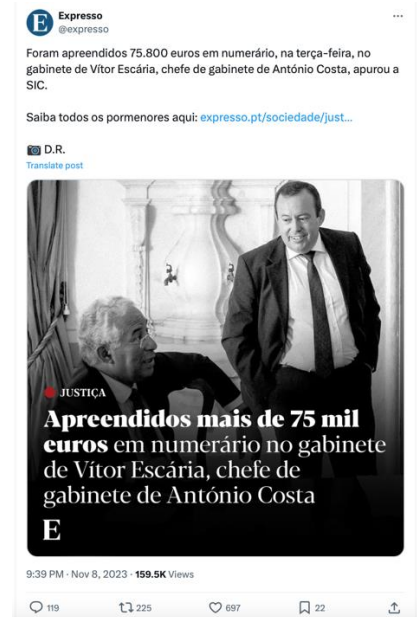 Expresso
@expresso
Foram apreendidos 75.800 euros em numerário, na terça-feira, no
gabinete de Vítor Escária, chefe de gabinete de António Costa, apurou a
SIC.
Saiba todos os pormenores aqui: expresso.pt/sociedade/just...
D.R.
Translate post
JUSTIÇA
Apreendidos mais de 75 mil
euros em numerário no gabinete
de Vítor Escária, chefe de
gabinete de António Costa
E
9:39 PM · Nov 8, 2023 · 159.5K Views
119 225 697 22